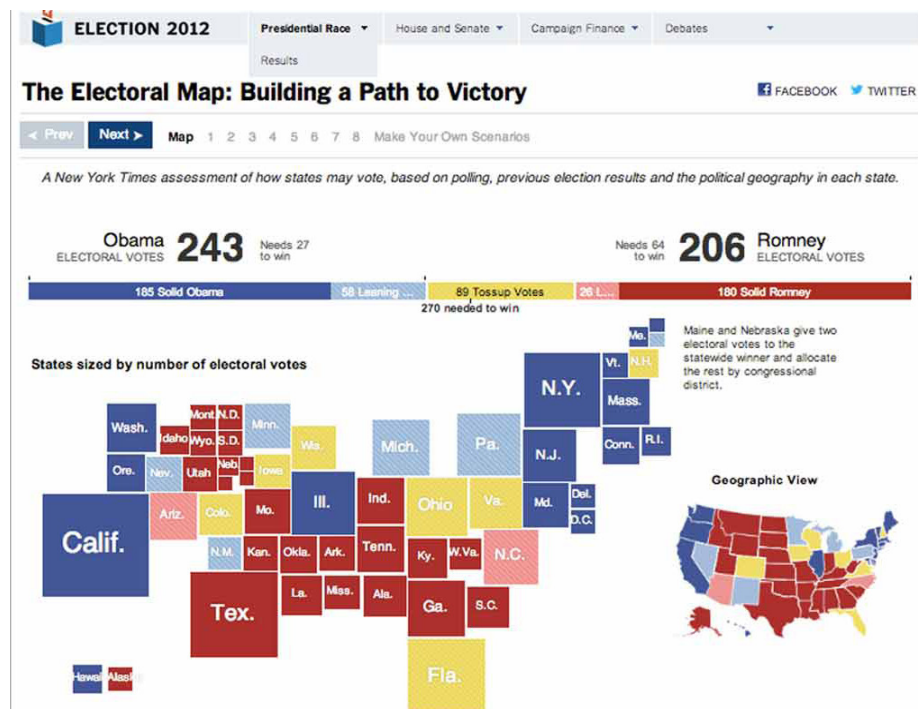 ELECTION 2012
Presidential Race
House and Senate
Campaign Finance
Debates
Results
The Electoral Map: Building a Path to Victory
FACEBOOK
TWITTER
Prev
Next
Map 1 2 3 4 5 6 7 8 Make Your Own Scenarios
A New York Times assessment of how states may vote, based on polling, previous election results and the political geography in each state.
Obama
ELECTORAL VOTES
243
Needs 27
to win
Needs 64
to win
206
Romney
ELECTORAL VOTES
185 Solid Obama
58 Leaning ...
89 Tossup Votes
26 L...
180 Solid Romney
270 needed to win
States sized by number of electoral votes
Maine and Nebraska give two
electoral votes to the
statewide winner and allocate
the rest by congressional
district.
Me.
N.Y.
Vt.
N.H.
Mass.
Wash.
Idaho
Mont.
N.D.
Wyo.
S.D.
Minn.
Wis.
Mich.
Pa.
N.J.
Conn.
R.I.
Ore.
Nev.
Utah
Neb.
Iowa
Ill.
Ind.
Ohio
Va.
Md.
Del.
D.C.
Calif.
Ariz.
Colo.
Mo.
N.M.
Kan.
Okla.
Ark.
Tenn.
Ky.
W.Va.
N.C.
Tex.
La.
Miss.
Ala.
Ga.
S.C.
Fla.
Hawaii
Alaska
Geographic View